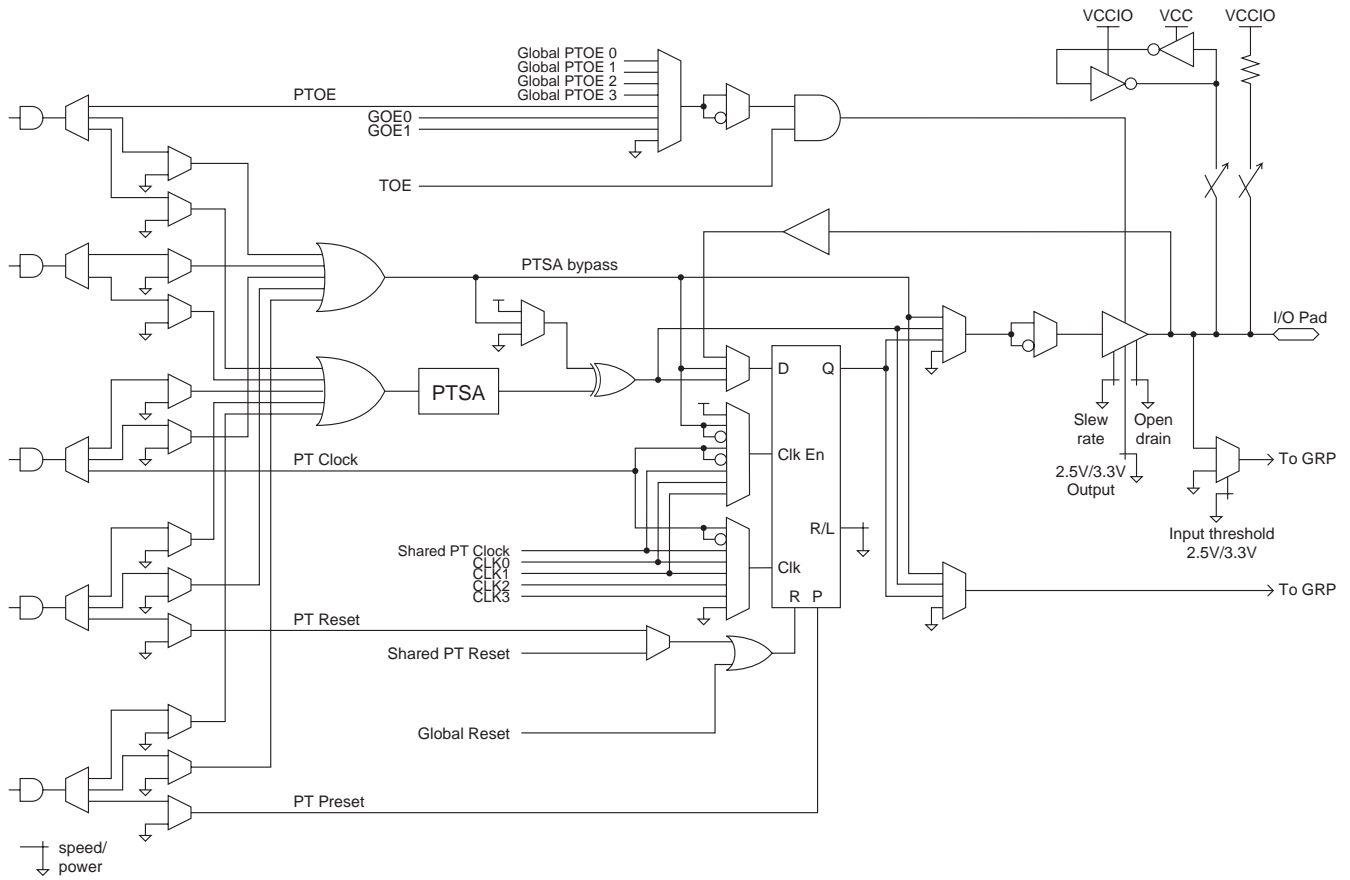 VCCIO
VCC
VCCIO
Global PTOE 0
Global PTOE 1
Global PTOE 2
Global PTOE 3
PTOE
GOE0
GOE1
TOE
PTSA bypass
I/O Pad
PTSA
D
Q
Slew
rate
Open
drain
PT Clock
Clk En
2.5V/3.3V
Output
To GRP
R/L
Input threshold
2.5V/3.3V
Shared PT Clock
CLK0
CLK1
CLK2
CLK3
Clk
R
P
To GRP
PT Reset
Shared PT Reset
Global Reset
PT Preset
speed/
power